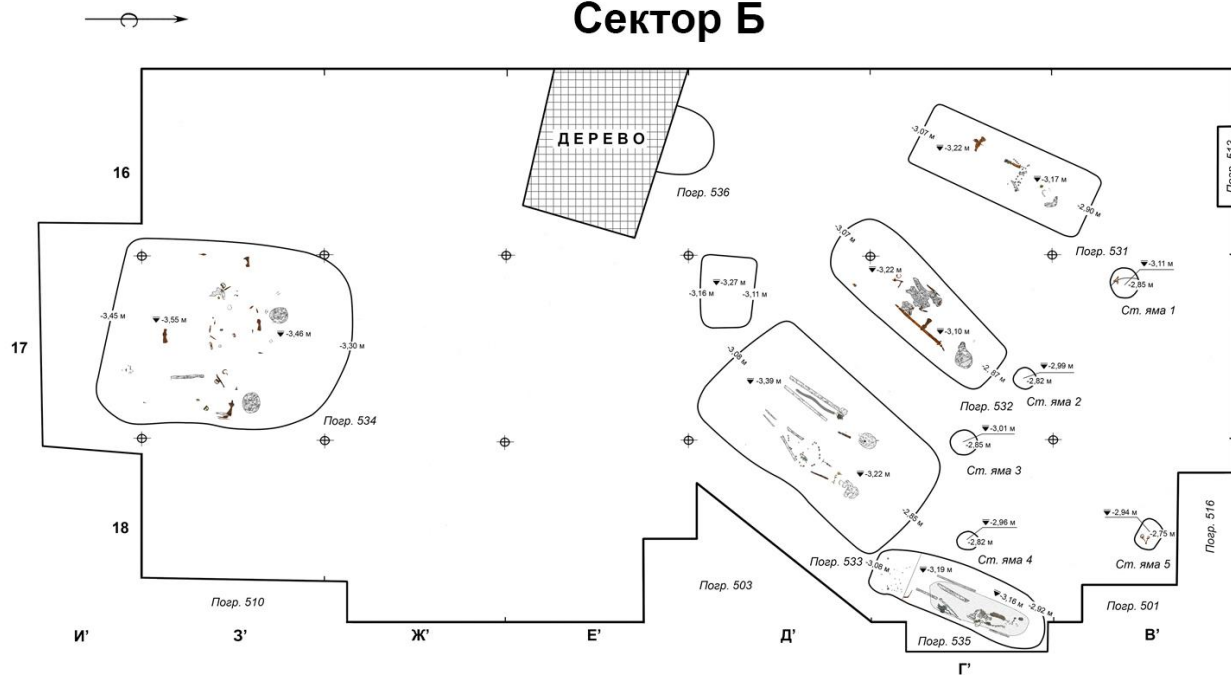 Сектор Б
С
ДЕРЕВО
16
17
18
Погр. 536
-3,07 м
-3,22 м
-3,17 м
-2,90 м
Погр. 531
Погр. 512
-3,11 м
-2,85 м
Ст. яма 1
-3,07
-3,22 м
-3,10 м
-2,87 м
Погр. 532
-2,99 м
-2,82 м
Ст. яма 2
-3,27 м
-3,16 м
-3,11 м
-3,45 м
-3,55 м
-3,46 м
-3,30 м
Погр. 534
-3,08 м
-3,39 м
-3,22 м
-2,85 м
Погр. 533
-3,01 м
-2,85 м
Ст. яма 3
-2,96 м
-2,82 м
Ст. яма 4
-2,94 м
-2,75 м
Ст. яма 5
Погр. 516
-3,08 м
-3,19 м
-3,16 м
-2,92 м
Погр. 535
Погр. 510
Погр. 503
Погр. 501
И’
З’
Ж’
Е’
Д’
Г’
В’